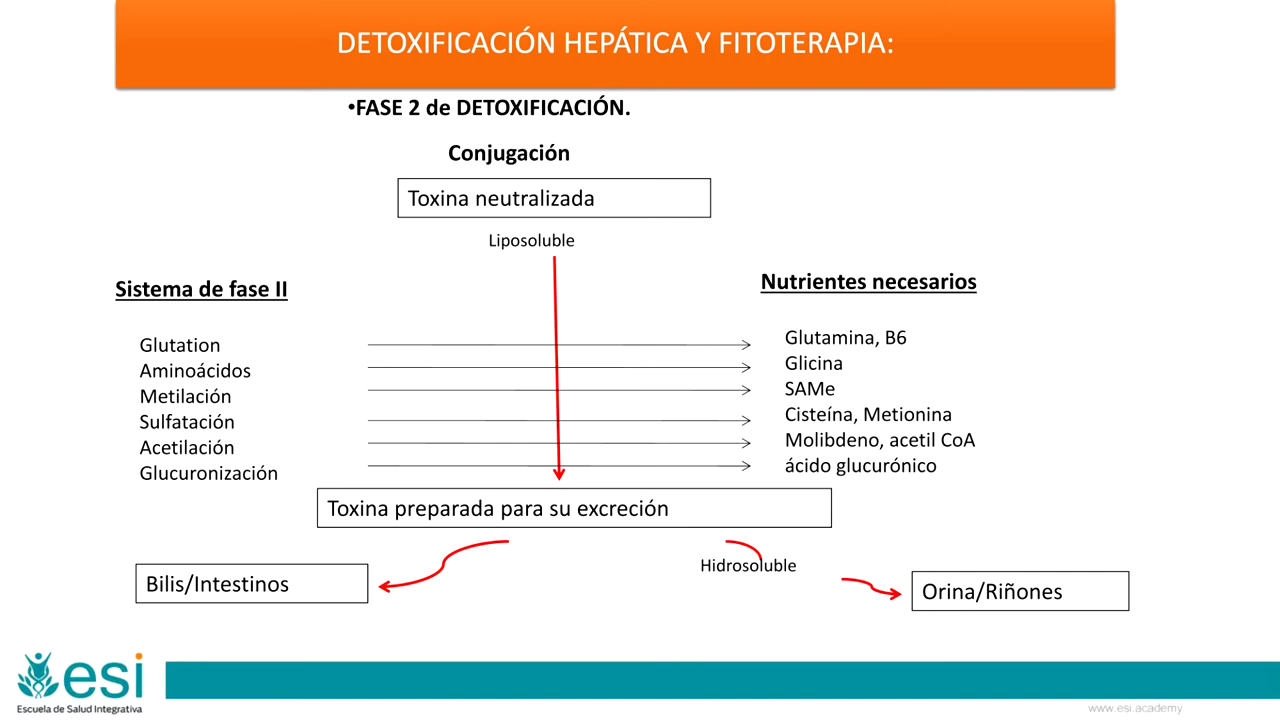 DETOXIFICACIÓN HEPÁTICA Y FITOTERAPIA:
•FASE 2 de DETOXIFICACIÓN.
Conjugación
Toxina neutralizada
Liposoluble
Sistema de fase II
Nutrientes necesarios
Glutation
Glutamina, B6
Aminoácidos
Glicina
Metilación
SAMe
Sulfatación
Cisteína, Metionina
Acetilación
Molibdeno, acetil CoA
Glucuronización
ácido glucurónico
Toxina preparada para su excreción
Hidrosoluble
Bilis/Intestinos
Orina/Riñones
esi
Escuela de Salud Integrativa
www.esi.academy